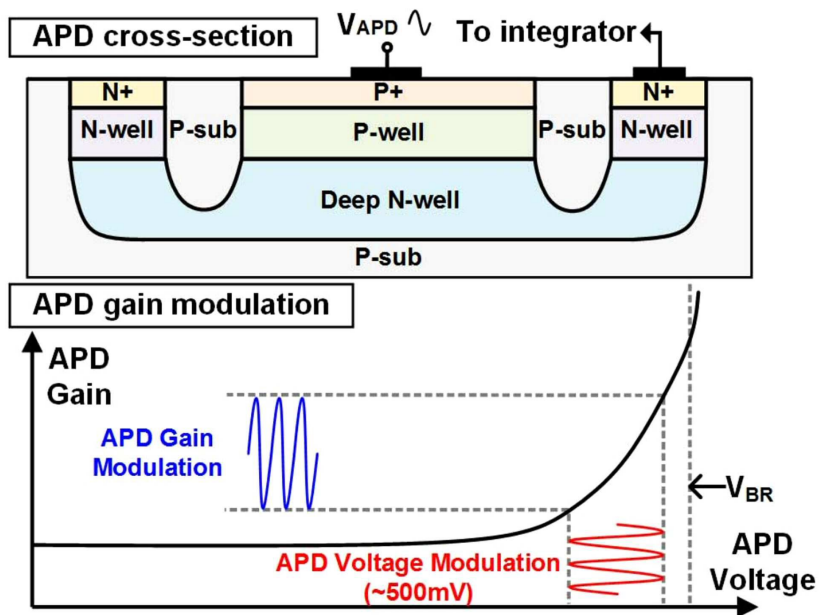 APD cross-section
VAPD
To integrator
N+
P+
N+
N-well
P-sub
P-well
P-sub
N-well
Deep N-well
P-sub
APD gain modulation
APD
Gain
APD Gain
Modulation
VBR
APD Voltage Modulation
(~500mV)
APD
Voltage